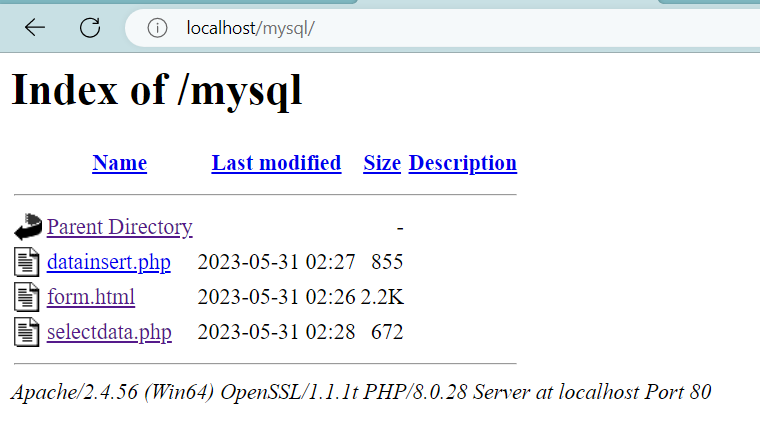 localhost/mysql/
Index of /mysql
Name Last modified Size Description
Parent Directory -
datainsert.php 2023-05-31 02:27 855
form.html 2023-05-31 02:26 2.2K
selectdata.php 2023-05-31 02:28 672
Apache/2.4.56 (Win64) OpenSSL/1.1.1t PHP/8.0.28 Server at localhost Port 80